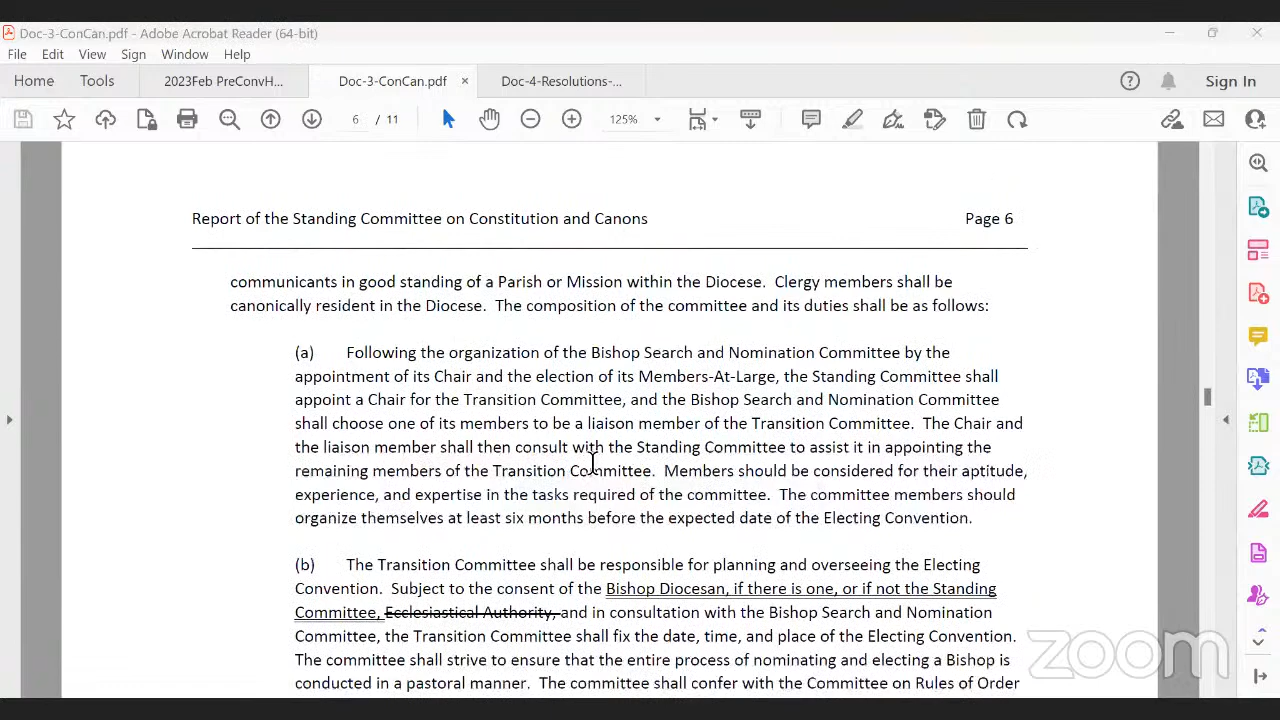 Doc-3-ConCan.pdf - Adobe Acrobat Reader (64-bit)
File Edit View Sign Window Help
Home Tools 2023Feb PreConvH... Doc-3-ConCan.pdf × Doc-4-Resolutions-... Sign In
6 / 11 125%
Report of the Standing Committee on Constitution and Canons Page 6
communicants in good standing of a Parish or Mission within the Diocese. Clergy members shall be
canonically resident in the Diocese. The composition of the committee and its duties shall be as follows:
(a) Following the organization of the Bishop Search and Nomination Committee by the
appointment of its Chair and the election of its Members-At-Large, the Standing Committee shall
appoint a Chair for the Transition Committee, and the Bishop Search and Nomination Committee
shall choose one of its members to be a liaison member of the Transition Committee. The Chair and
the liaison member shall then consult with the Standing Committee to assist it in appointing the
remaining members of the Transition Committee. Members should be considered for their aptitude,
experience, and expertise in the tasks required of the committee. The committee members should
organize themselves at least six months before the expected date of the Electing Convention.
(b) The Transition Committee shall be responsible for planning and overseeing the Electing
Convention. Subject to the consent of the Bishop Diocesan, if there is one, or if not the Standing
Committee, Ecclesiastical Authority, and in consultation with the Bishop Search and Nomination
Committee, the Transition Committee shall fix the date, time, and place of the Electing Convention.
The committee shall strive to ensure that the entire process of nominating and electing a Bishop is
conducted in a pastoral manner. The committee shall confer with the Committee on Rules of Order
zoom